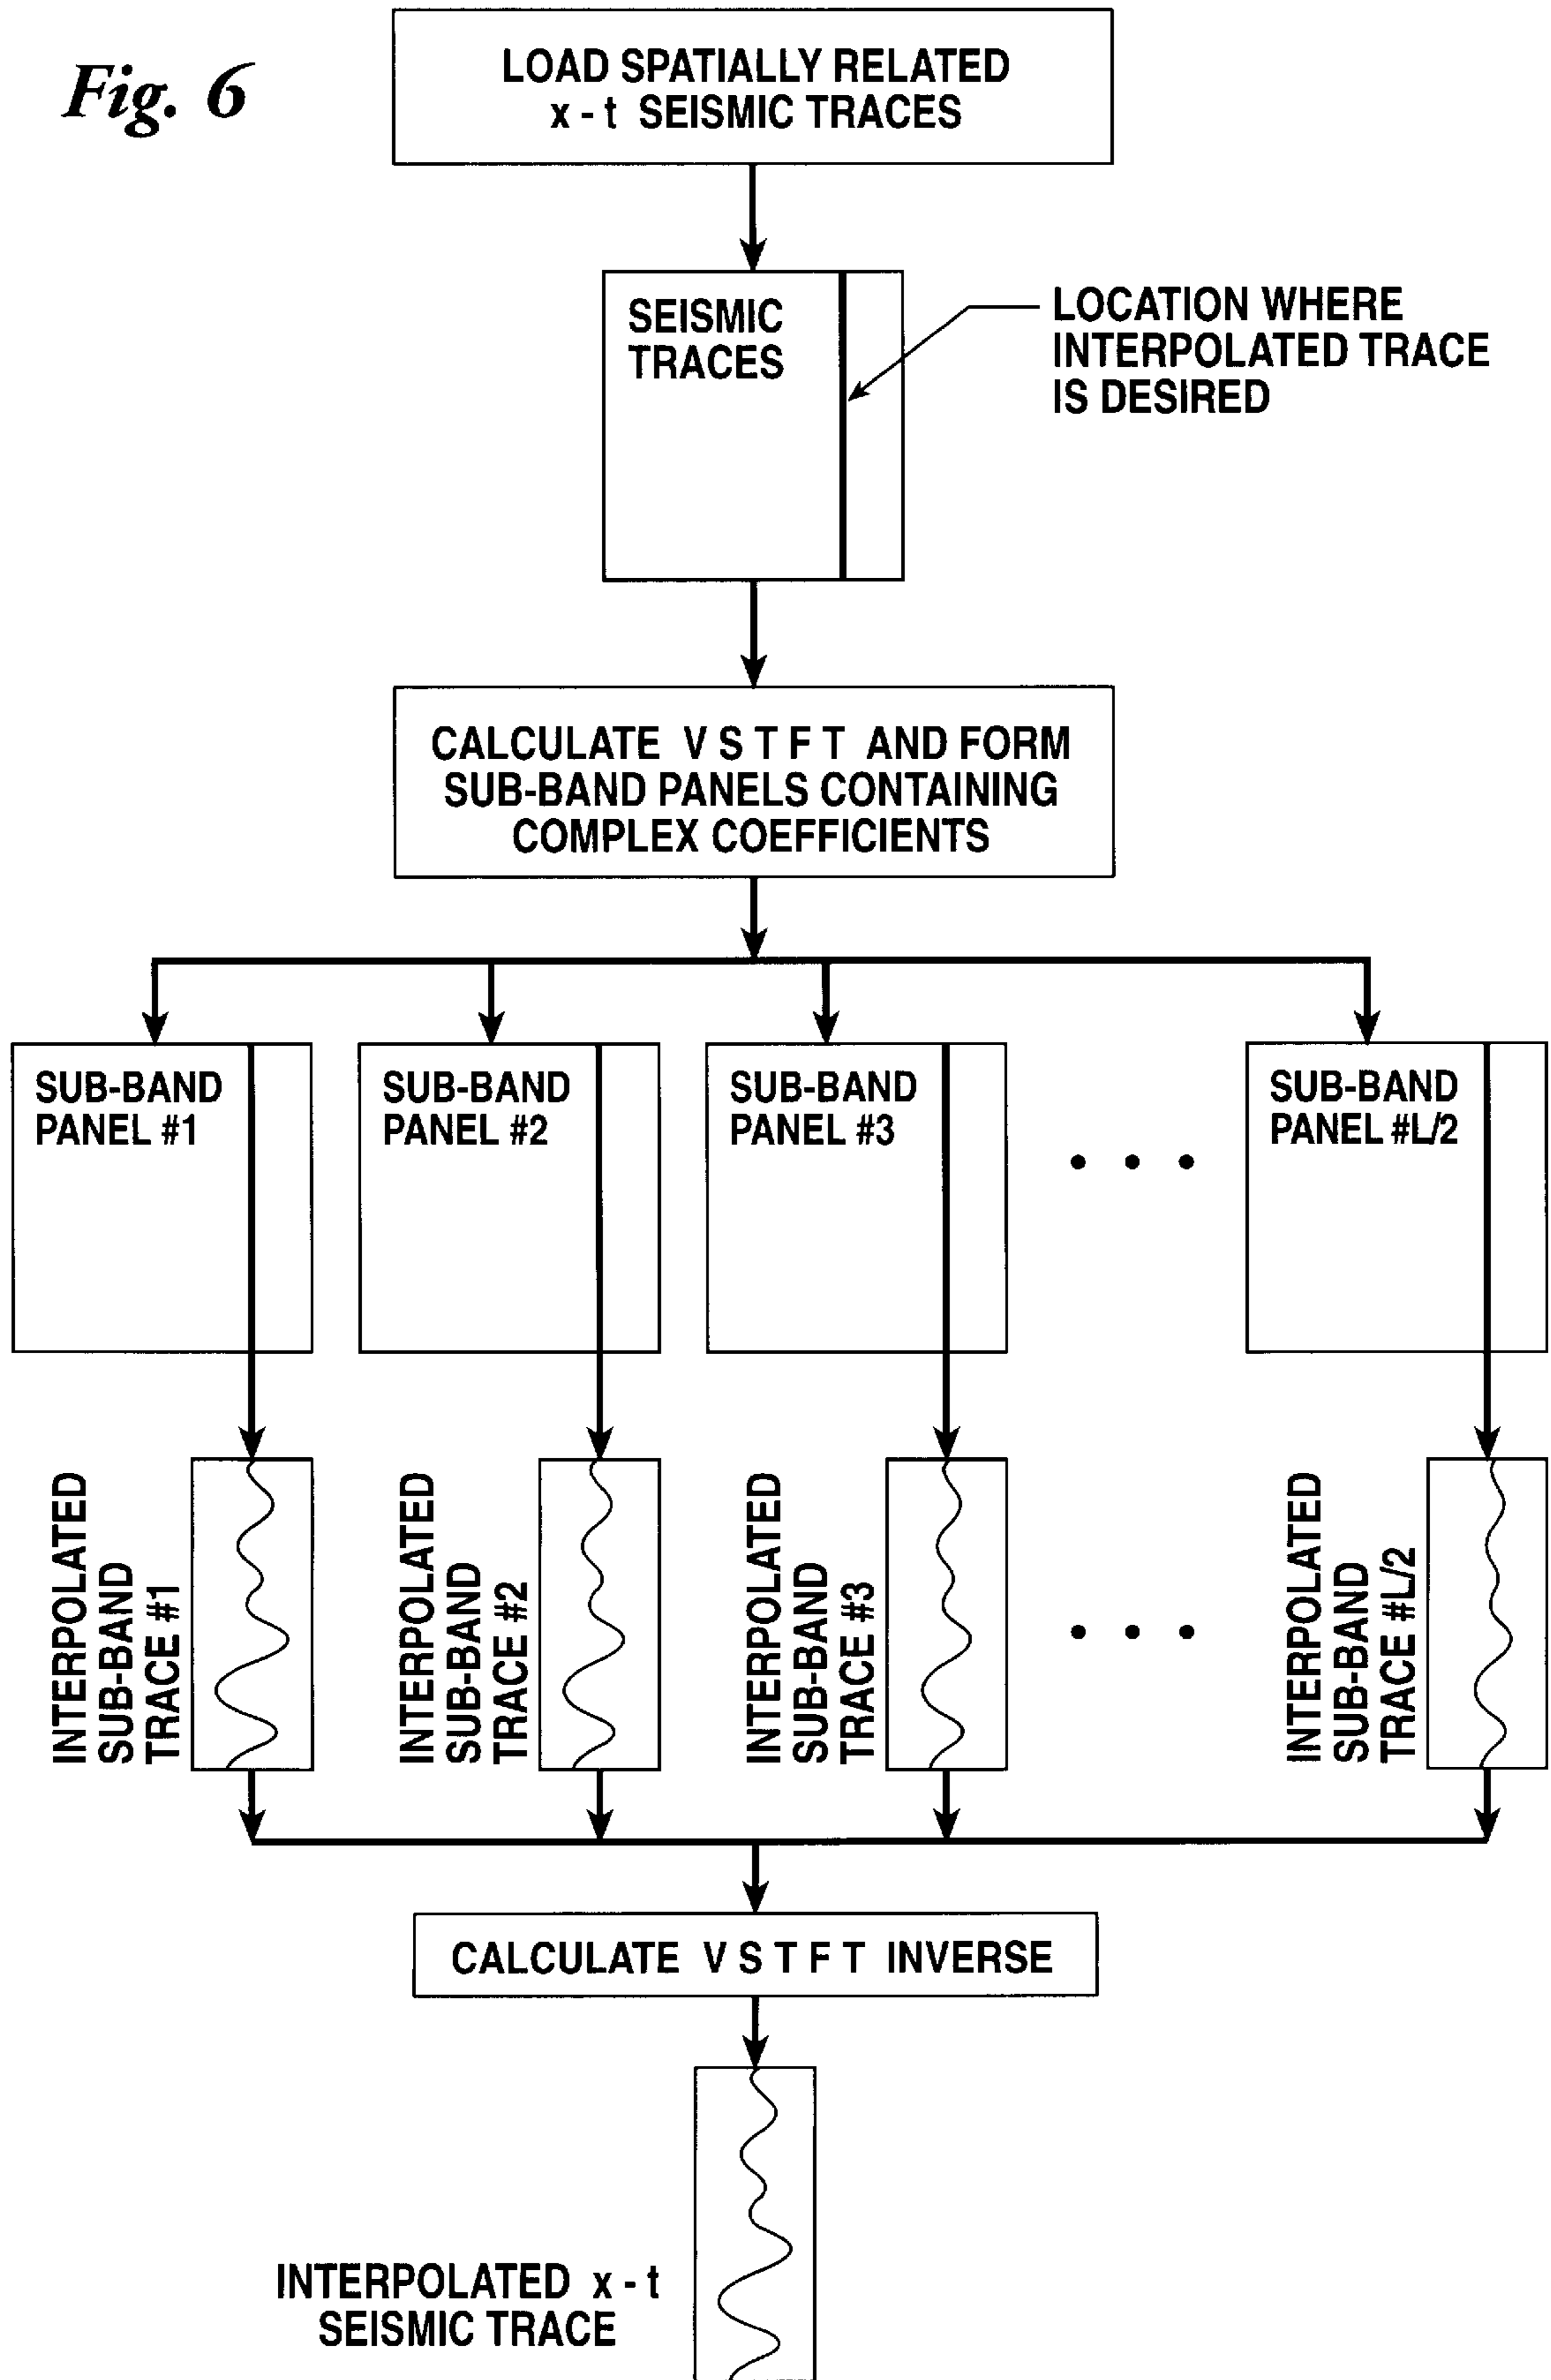 Fig. 6
LOAD SPATIALLY RELATED
x - t SEISMIC TRACES
SEISMIC
TRACES
LOCATION WHERE
INTERPOLATED TRACE
IS DESIRED
CALCULATE V S T F T AND FORM
SUB-BAND PANELS CONTAINING
COMPLEX COEFFICIENTS
SUB-BAND
PANEL #1
SUB-BAND
PANEL #2
SUB-BAND
PANEL #3
• • •
SUB-BAND
PANEL #L/2
INTERPOLATED
SUB-BAND
TRACE #1
INTERPOLATED
SUB-BAND
TRACE #2
INTERPOLATED
SUB-BAND
TRACE #3
• • •
INTERPOLATED
SUB-BAND
TRACE #L/2
CALCULATE V S T F T INVERSE
INTERPOLATED x - t
SEISMIC TRACE